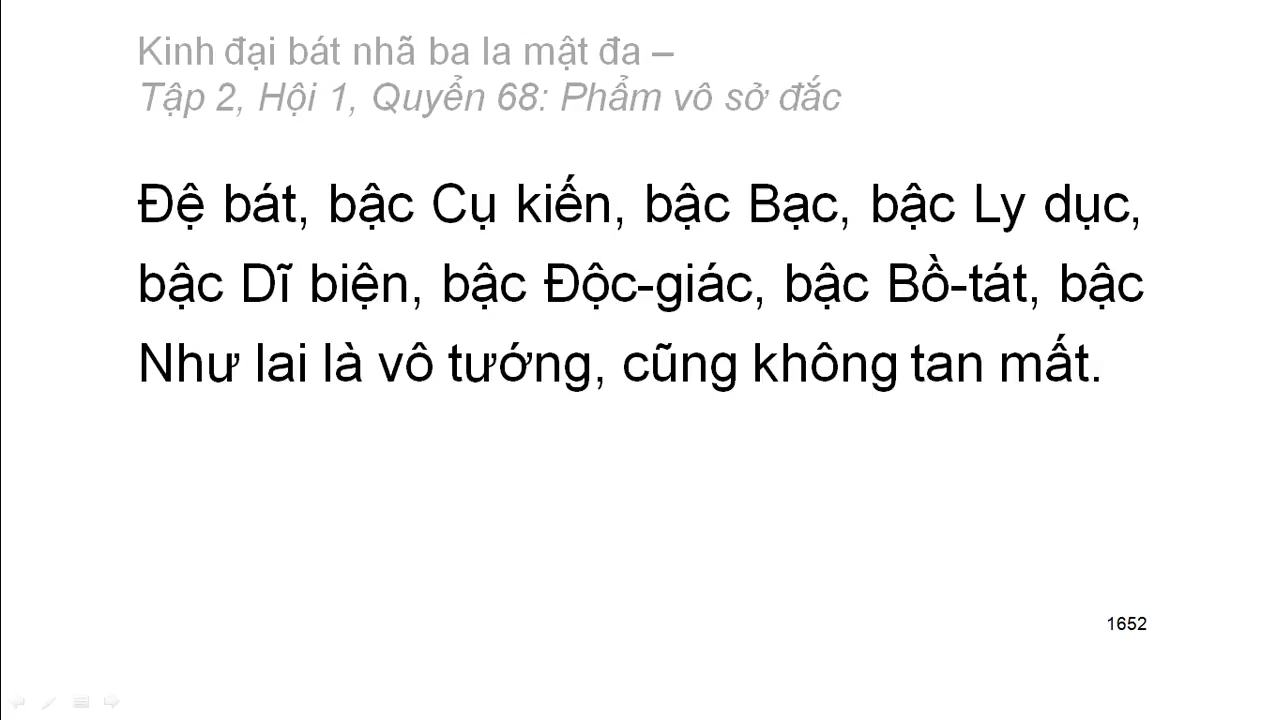 Kinh đại bát nhã ba la mật đa –
Tập 2, Hội 1, Quyển 68: Phẩm vô sở đắc
Đệ bát, bậc Cụ kiến, bậc Bạc, bậc Ly dục,
bậc Dĩ biện, bậc Độc-giác, bậc Bồ-tát, bậc
Như lai là vô tướng, cũng không tan mất.
1652